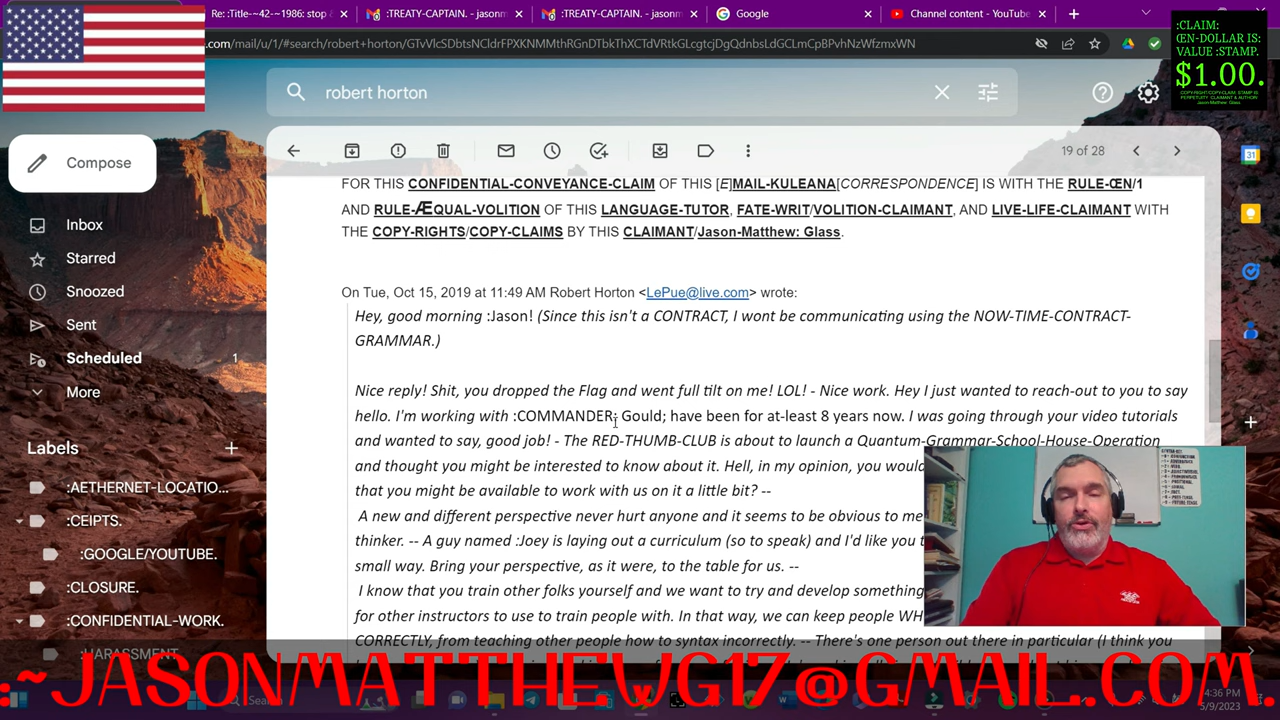 Re: :Title-~42-~1986: stop &
:TREATY-CAPTAIN. - jasonm
:TREATY-CAPTAIN. - jasonm
Google
Channel content - YouTube
.com/mail/u/1/#search/robert+horton/
:CLAIM:
ŒN-DOLLAR IS:
VALUE :STAMP.
$1.00.
robert horton
Compose
19 of 28
Inbox
Starred
Snoozed
Sent
Scheduled 1
More
Labels
:AETHERNET-LOCATIO...
:CEIPTS.
:GOOGLE/YOUTUBE.
:CLOSURE.
:CONFIDENTIAL-WORK.
:HARASSMENT.
FOR THIS CONFIDENTIAL-CONVEYANCE-CLAIM OF THIS [E]MAIL-KULEANA[CORRESPONDENCE] IS WITH THE RULE-ŒN/1
AND RULE-ÆQUAL-VOLITION OF THIS LANGUAGE-TUTOR, FATE-WRIT/VOLITION-CLAIMANT, AND LIVE-LIFE-CLAIMANT WITH
THE COPY-RIGHTS/COPY-CLAIMS BY THIS CLAIMANT/Jason-Matthew: Glass.
On Tue, Oct 15, 2019 at 11:49 AM Robert Horton <LePue@live.com> wrote:
Hey, good morning :Jason! (Since this isn't a CONTRACT, I wont be communicating using the NOW-TIME-CONTRACT-
GRAMMAR.)
Nice reply! Shit, you dropped the Flag and went full tilt on me! LOL! - Nice work. Hey I just wanted to reach-out to you to say
hello. I'm working with :COMMANDER: Gould; have been for at-least 8 years now. I was going through your video tutorials
and wanted to say, good job! - The RED-THUMB-CLUB is about to launch a Quantum-Grammar-School-House-Operation
and thought you might be interested to know about it. Hell, in my opinion, you
that you might be available to work with us on it a little bit? --
A new and different perspective never hurt anyone and it seems to be obvious to me
thinker. -- A guy named :Joey is laying out a curriculum (so to speak) and I'd like you
small way. Bring your perspective, as it were, to the table for us. --
I know that you train other folks yourself and we want to try and develop something
for other instructors to use to train people with. In that way, we can keep people
CORRECTLY, from teaching other people how to syntax incorrectly. -- There's one person out there in particular (I think you
:~JASONMATTHEWG17@GMAIL.COM.
4:36 PM
5/9/2023